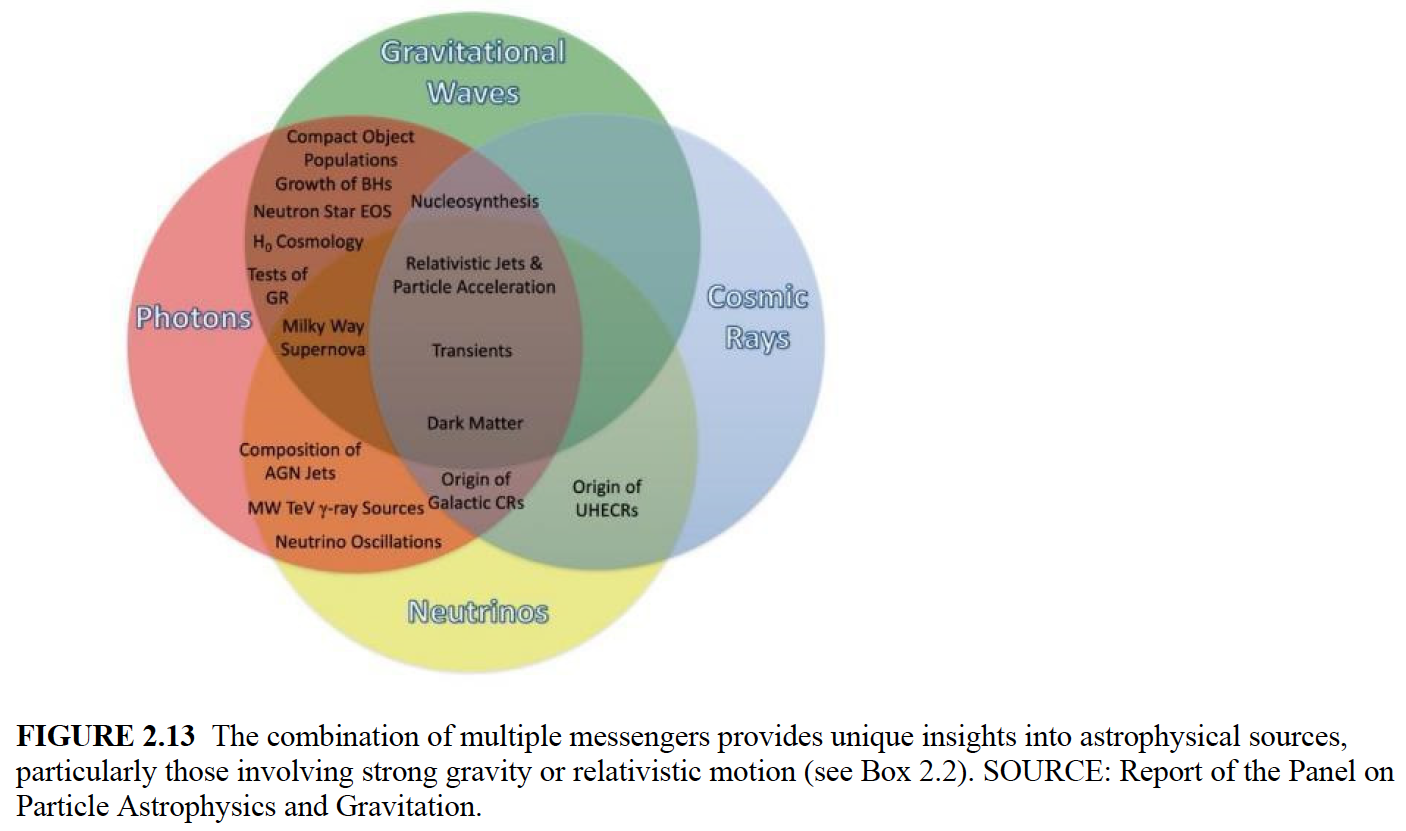 Gravitational
Waves
Compact Object
Populations
Growth of BHs
Neutron Star EOS
Nucleosynthesis
H₀ Cosmology
Tests of
GR
Relativistic Jets &
Particle Acceleration
Photons
Cosmic
Rays
Milky Way
Supernova
Transients
Dark Matter
Composition of
AGN Jets
MW TeV γ-ray Sources
Origin of
Galactic CRs
Origin of
UHECRs
Neutrino Oscillations
Neutrinos
FIGURE 2.13 The combination of multiple messengers provides unique insights into astrophysical sources,
particularly those involving strong gravity or relativistic motion (see Box 2.2). SOURCE: Report of the Panel on
Particle Astrophysics and Gravitation.